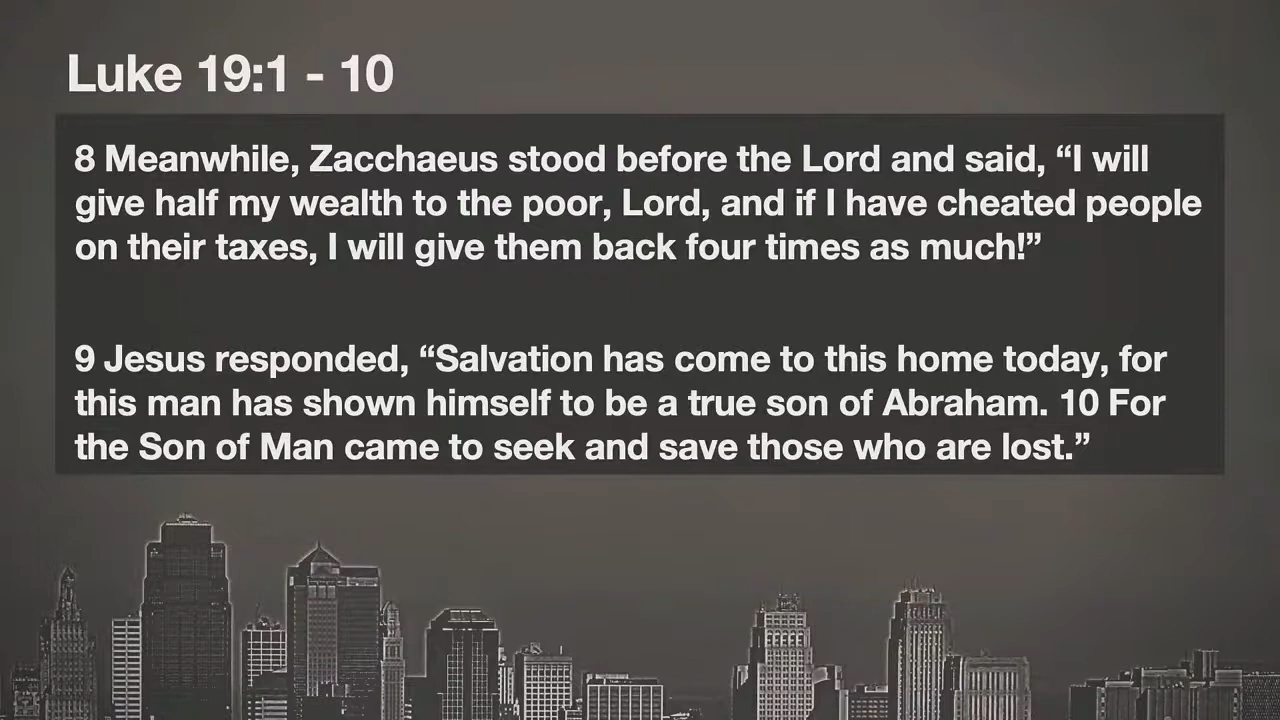 Luke 19:1 - 10
8 Meanwhile, Zacchaeus stood before the Lord and said, “I will
give half my wealth to the poor, Lord, and if I have cheated people
on their taxes, I will give them back four times as much!”
9 Jesus responded, “Salvation has come to this home today, for
this man has shown himself to be a true son of Abraham. 10 For
the Son of Man came to seek and save those who are lost.”